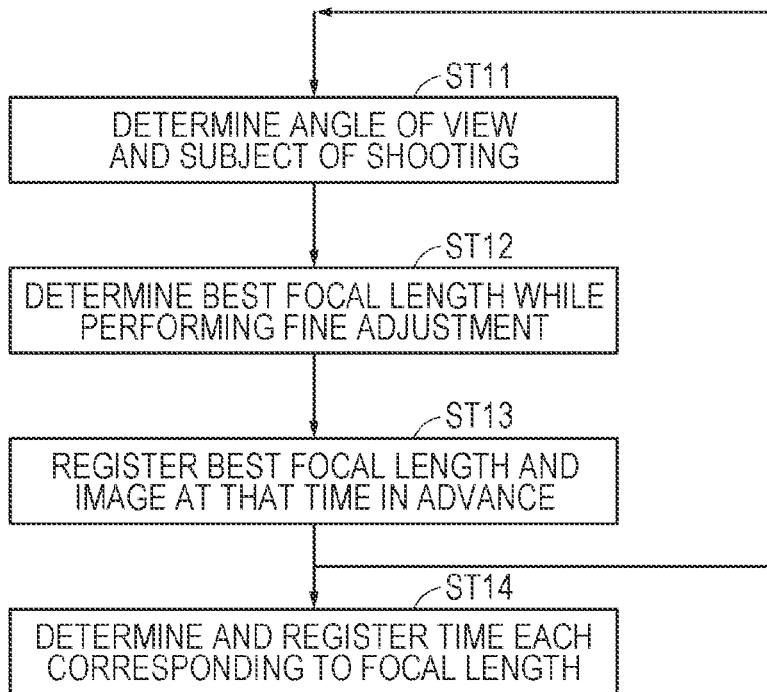 ST11
DETERMINE ANGLE OF VIEW
AND SUBJECT OF SHOOTING
ST12
DETERMINE BEST FOCAL LENGTH WHILE
PERFORMING FINE ADJUSTMENT
ST13
REGISTER BEST FOCAL LENGTH AND
IMAGE AT THAT TIME IN ADVANCE
ST14
DETERMINE AND REGISTER TIME EACH
CORRESPONDING TO FOCAL LENGTH